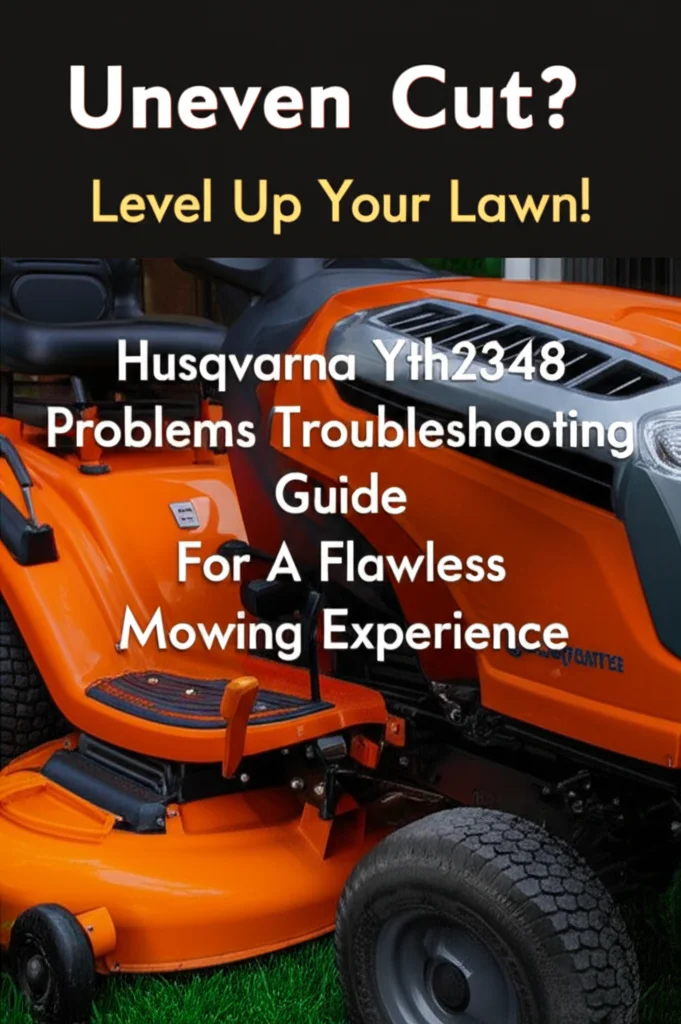 Uneven Cut?
Level Up Your Lawn!
Husqvarna Yth2348
Problems Troubleshooting
Guide
For A Flawless
Mowing Experience